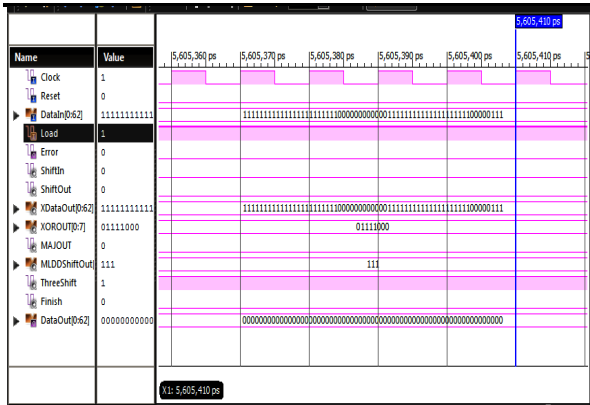 5,605,410 ps
Name
Value
5,605,360 ps
5,605,370 ps
5,605,380 ps
5,605,390 ps
5,605,400 ps
5,605,410 ps
Clock
1
Reset
0
DataIn[0:62]
11111111111
Load
1
Error
0
ShiftIn
0
ShiftOut
0
XDataOut[0:62]
11111111111
XOROUT[0:7]
01111000
01111000
MAJOUT
0
MLDDShiftOut[
111
111
ThreeShift
1
Finish
0
DataOut[0:62]
00000000000
X1: 5,605,410 ps